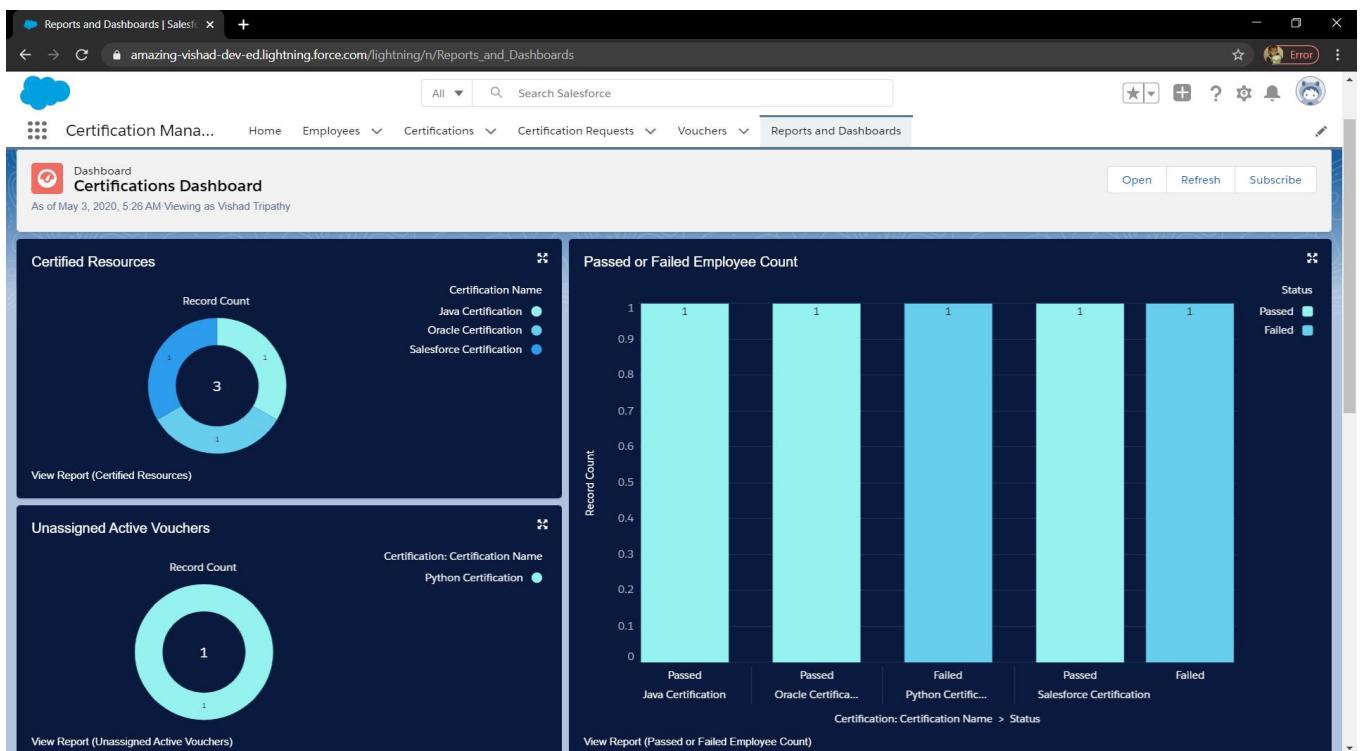 Reports and Dashboards | Salesfo
amazing-vishad-dev-ed.lightning.force.com/lightning/n/Reports_and_Dashboards
Error
All
Search Salesforce
Certification Mana...
Home
Employees
Certifications
Certification Requests
Vouchers
Reports and Dashboards
Dashboard
Certifications Dashboard
As of May 3, 2020, 5:26 AM·Viewing as Vishad Tripathy
Open
Refresh
Subscribe
Certified Resources
Record Count
1
1
3
1
Certification Name
Java Certification
Oracle Certification
Salesforce Certification
View Report (Certified Resources)
Unassigned Active Vouchers
Record Count
1
1
Certification: Certification Name
Python Certification
View Report (Unassigned Active Vouchers)
Passed or Failed Employee Count
Status
Passed
Failed
Record Count
1
0.9
0.8
0.7
0.6
0.5
0.4
0.3
0.2
0.1
0
1 1 1 1 1
Passed Passed Failed Passed Failed
Java Certification Oracle Certifica... Python Certific... Salesforce Certification
Certification: Certification Name > Status
View Report (Passed or Failed Employee Count)